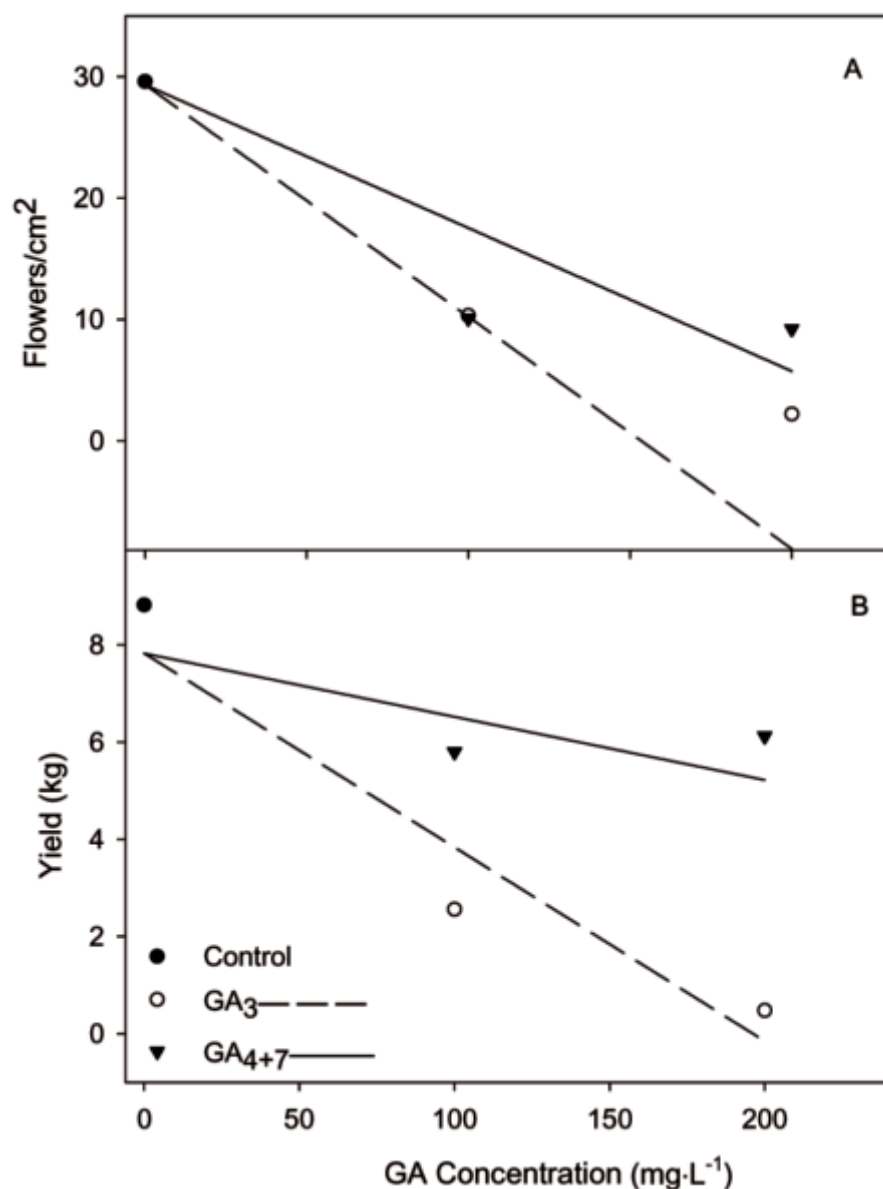 A
30
20
10
0
Flowers/cm²
B
8
6
4
2
0
Yield (kg)
Control
GA₃
GA₄₊₇
0 50 100 150 200
GA Concentration (mg·L⁻¹)